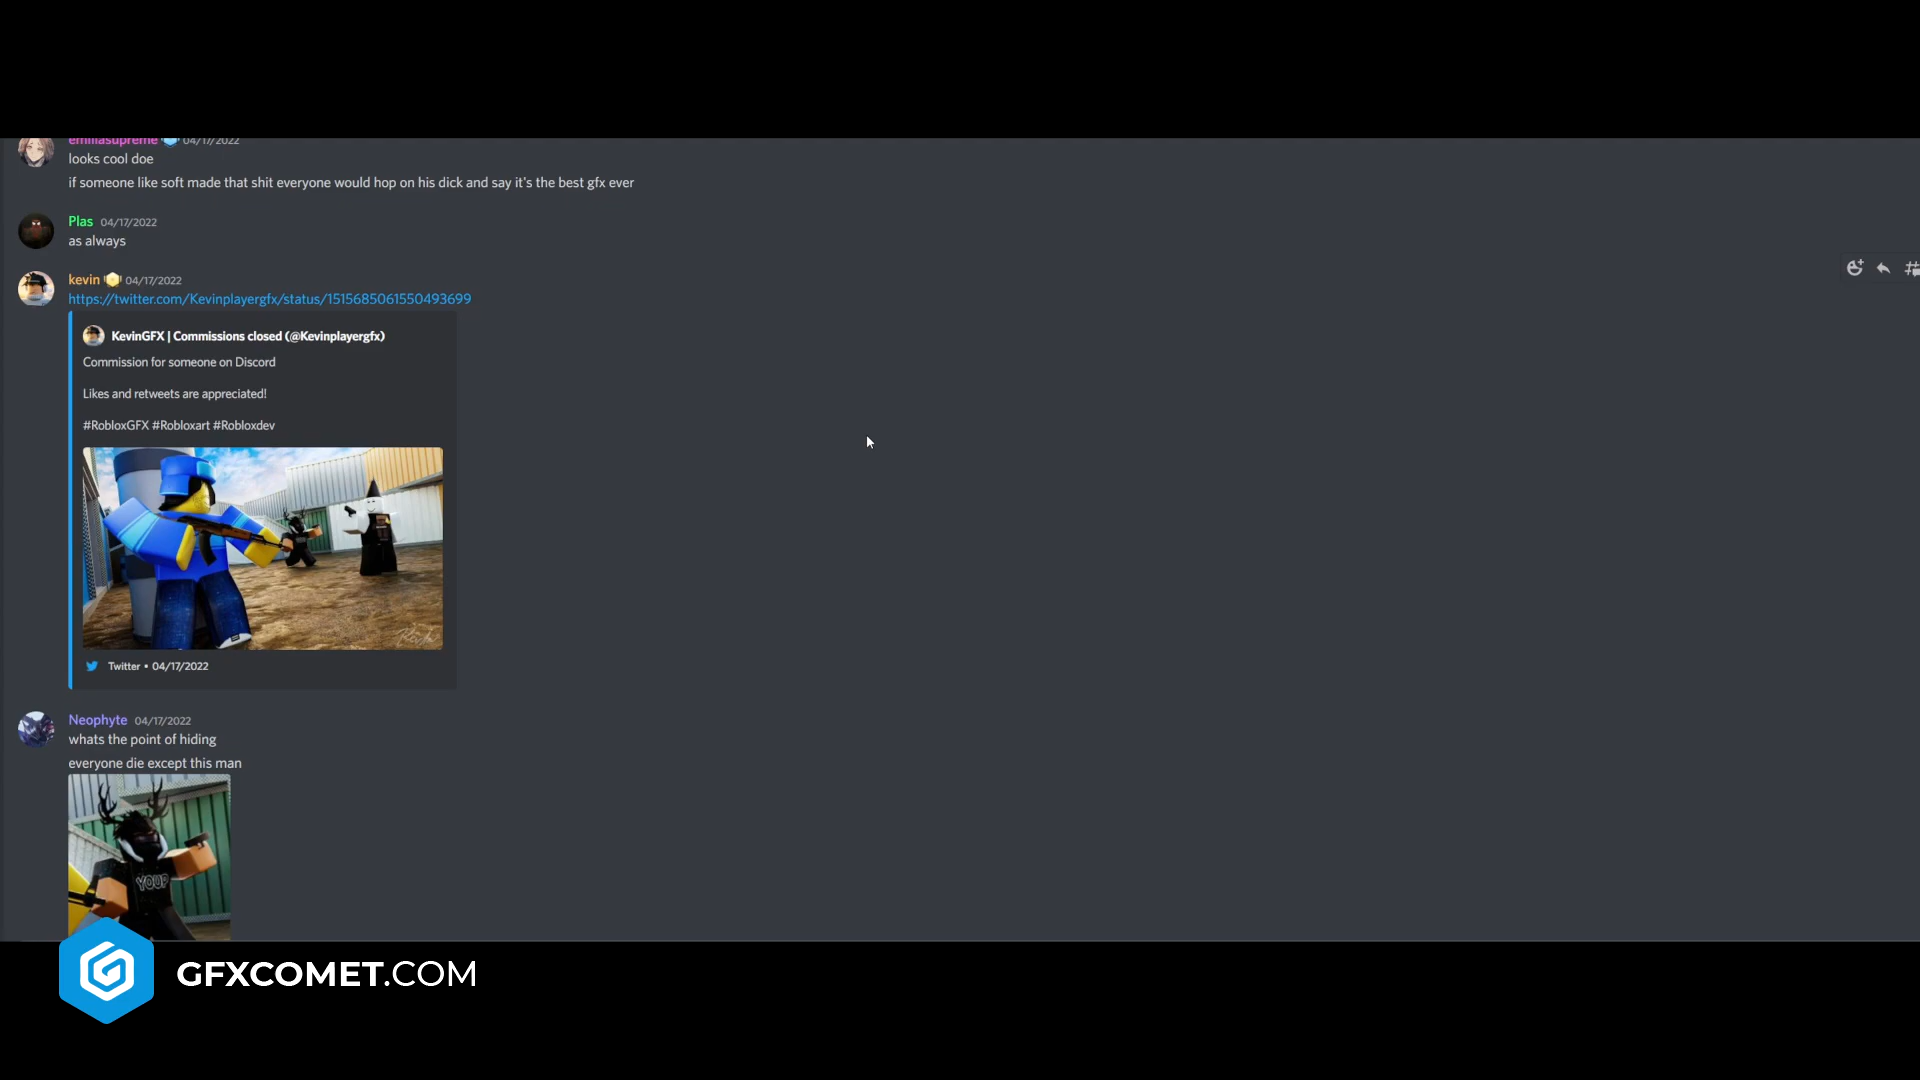 emiliasupreme 04/17/2022
looks cool doe
if someone like soft made that shit everyone would hop on his dick and say it's the best gfx ever
Plas 04/17/2022
as always
kevin 04/17/2022
https://twitter.com/Kevinplayergfx/status/1515685061550493699
KevinGFX | Commissions closed (@Kevinplayergfx)
Commission for someone on Discord
Likes and retweets are appreciated!
#RobloxGFX #Robloxart #Robloxdev
Twitter • 04/17/2022
Neophyte 04/17/2022
whats the point of hiding
everyone die except this man
YOUP
GFXCOMET.COM